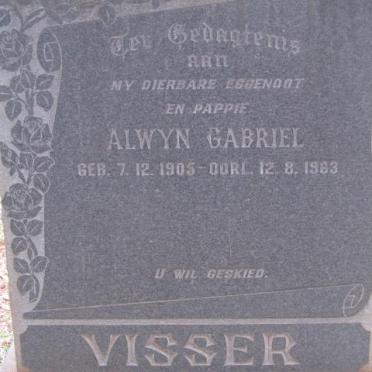 Ter Gedagtenis
AAN
MY DIERBARE EGGENOOT
EN PAPPIE
ALWYN GABRIEL
GEB. 7. 12. 1905 - OORL. 12. 8. 1983
U WIL GESKIED.
VISSER